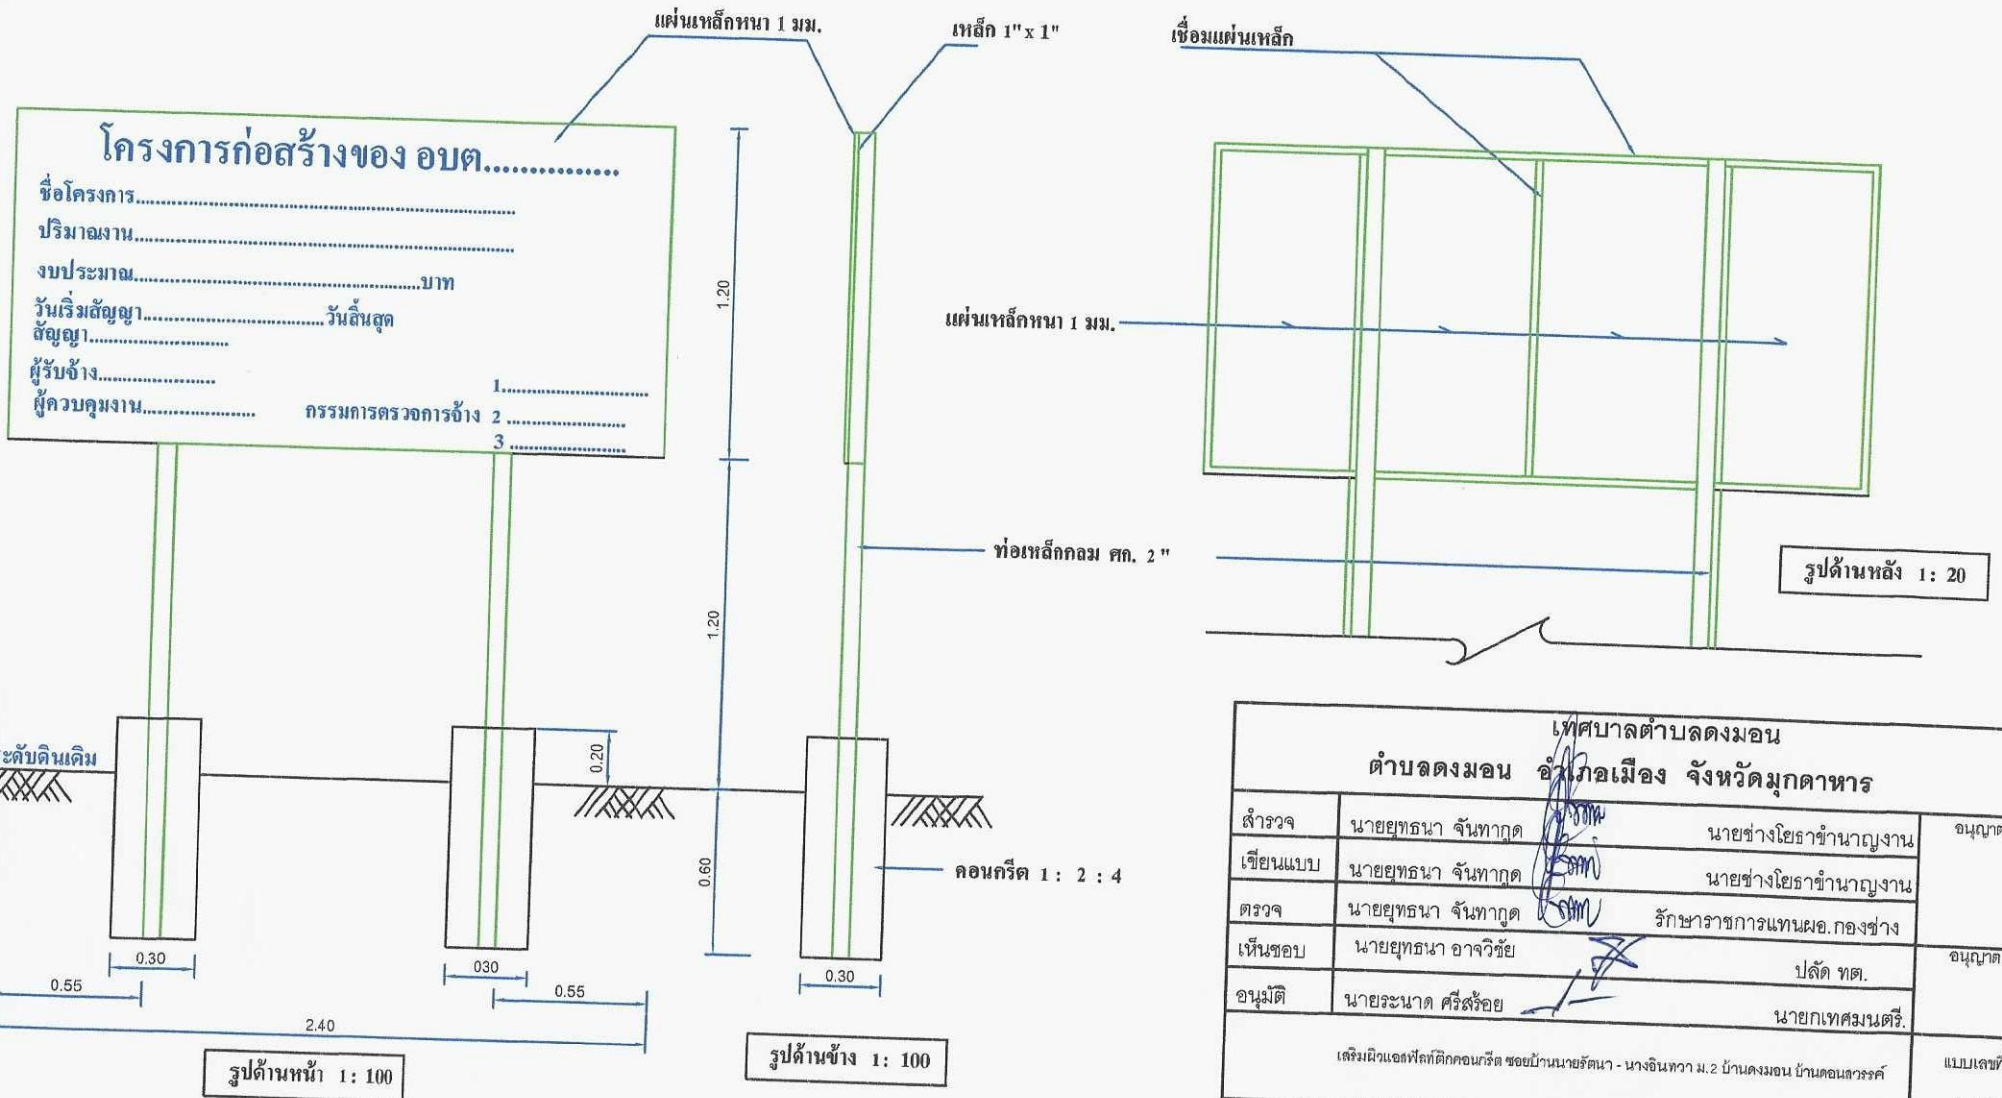 แผ่นเหล็กหนา 1 มม.
เหล็ก 1" x 1"
เชื่อมแผ่นเหล็ก
โครงการก่อสร้างของ อบต...............
ชื่อโครงการ................................................................................
ปริมาณงาน................................................................................
งบประมาณ............................................................บาท
วันเริ่มสัญญา......................................วันสิ้นสุด
สัญญา.............................
ผู้รับจ้าง........................
ผู้ควบคุมงาน........................
กรรมการตรวจการจ้าง
1...............................
2 .........................
3 .........................
1.20
แผ่นเหล็กหนา 1 มม.
ท่อเหล็กกลม ศก. 2 "
1.20
รูปด้านหลัง 1: 20
ระดับดินเดิม
0.20
0.60
คอนกรีต 1 : 2 : 4
0.30
030
0.30
0.55
0.55
2.40
รูปด้านหน้า 1: 100
รูปด้านข้าง 1: 100
เทศบาลตำบลดงมอน
ตำบลดงมอน อำเภอเมือง จังหวัดมุกดาหาร
สำรวจ นายยุทธนา จันทากูด นายช่างโยธาชำนาญงาน
เขียนแบบ นายยุทธนา จันทากูด นายช่างโยธาชำนาญงาน
ตรวจ นายยุทธนา จันทากูด รักษาราชการแทนผอ.กองช่าง
เห็นชอบ นายยุทธนา อาจวิชัย ปลัด ทต.
อนุมัติ นายระนาด ศรีสร้อย นายกเทศมนตรี.
เสริมผิวแอสฟัลท์ติกคอนกรีต ซอยบ้านนายรัตนา - นางอินทวา ม.2 บ้านดงมอน บ้านดอนสวรรค์
แบบเลขที่